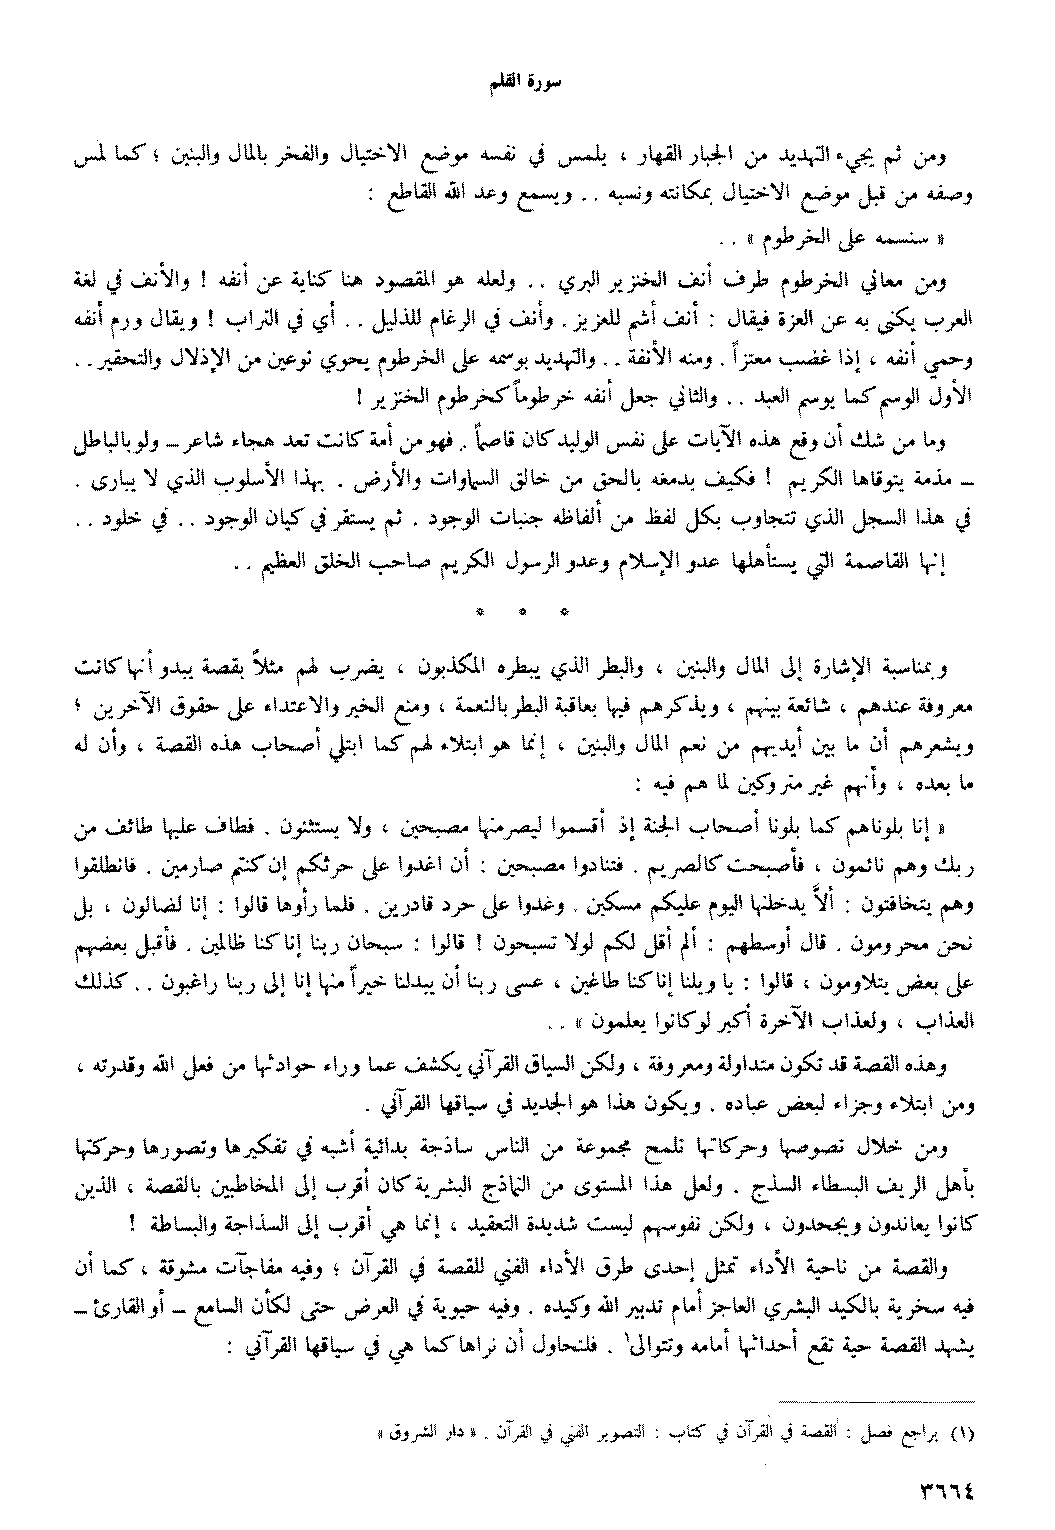 سورة القلم
ومن ثم يجيء التهديد من الجبار القهار ، يلمس في نفسه موضع الاختيال والفخر بالمال والبنين ؛ كما لمس
وصفه من قبل موضع الاختيال بمكانته ونسبه .. ويسمع وعد الله القاطع :
« سنسمه على الخرطوم » ..
ومن معاني الخرطوم طرف أنف الخنزير البري .. ولعله هو المقصود هنا كناية عن أنفه ! والأنف في لغة
العرب يكنى به عن العزة فيقال : أنف أشم للعزيز . وأنف في الرغام للذليل .. أي في التراب ! ويقال ورم أنفه
وحمي أنفه ، إذا غضب معتزاً . ومنه الأنفة .. والتهديد بوسمه على الخرطوم يحوي نوعين من الإذلال والتحقير ..
الأول الوسم كما يوسم العبد .. والثاني جعل أنفه خرطوماً كخرطوم الخنزير !
وما من شك أن وقع هذه الآيات على نفس الوليد كان قاصماً . فهو من أمة كانت تعد هجاء شاعر – ولو بالباطل
– مذمة يتوقاها الكريم ! فكيف بدمغه بالحق من خالق السماوات والأرض . بهذا الأسلوب الذي لا يبارى .
في هذا السجل الذي تتجاوب بكل لفظ من ألفاظه جنبات الوجود . ثم يستقر في كيان الوجود .. في خلود ..
إنها القاصمة التي يستأهلها عدو الإسلام وعدو الرسول الكريم صاحب الخلق العظيم ..
* * *
وبمناسبة الإشارة إلى المال والبنين ، والبطر الذي يبطره المكذبون ، يضرب لهم مثلاً بقصة يبدو أنها كانت
معروفة عندهم ، شائعة بينهم ، ويذكرهم فيها بعاقبة البطر بالنعمة ، ومنع الخير والاعتداء على حقوق الآخرين ؛
ويشعرهم أن ما بين أيديهم من نعم المال والبنين ، إنما هو ابتلاء لهم كما ابتلي أصحاب هذه القصة ، وأن له
ما بعده ، وأنهم غير متروكين لما هم فيه :
« إنا بلوناهم كما بلونا أصحاب الجنة إذ أقسموا ليصرمنها مصبحين ، ولا يستثنون . فطاف عليها طائف من
ربك وهم نائمون ، فأصبحت كالصريم . فتنادوا مصبحين : أن اغدوا على حرثكم إن كنتم صارمين . فانطلقوا
وهم يتخافتون : ألاَّ يدخلنها اليوم عليكم مسكين . وغدوا على حرد قادرين . فلما رأوها قالوا : إنا لضالون ، بل
نحن محرومون . قال أوسطهم : ألم أقل لكم لولا تسبحون ! قالوا : سبحان ربنا إنا كنا ظالمين . فأقبل بعضهم
على بعض يتلاومون ، قالوا : يا ويلنا إنا كنا طاغين ، عسى ربنا أن يبدلنا خيراً منها إنا إلى ربنا راغبون .. كذلك
العذاب ، ولعذاب الآخرة أكبر لو كانوا يعلمون » ..
وهذه القصة قد تكون متداولة ومعروفة ، ولكن السياق القرآني يكشف عما وراء حوادثها من فعل الله وقدرته ،
ومن ابتلاء وجزاء لبعض عباده . ويكون هذا هو الجديد في سياقها القرآني .
ومن خلال نصوصها وحركاتها نلمح مجموعة من الناس ساذجة بدائية أشبه في تفكيرها وتصورها وحركتها
بأهل الريف البسطاء السذج . ولعل هذا المستوى من النماذج البشرية كان أقرب إلى المخاطبين بالقصة ، الذين
كانوا يعاندون ويجحدون ، ولكن نفوسهم ليست شديدة التعقيد ، إنما هي أقرب إلى السذاجة والبساطة !
والقصة من ناحية الأداء تمثل إحدى طرق الأداء الفني للقصة في القرآن ؛ وفيه مفاجآت مشوقة ، كما أن
فيه سخرية بالكيد البشري العاجز أمام تدبير الله وكيده . وفيه حيوية في العرض حتى لكأن السامع – أو القارئ –
يشهد القصة حية تقع أحداثها أمامه وتتوالى١ . فلنحاول أن نراها كما هي في سياقها القرآني :
(١) يراجع فصل : القصة في القرآن في كتاب : التصوير الفني في القرآن . « دار الشروق »
٣٦٦٤